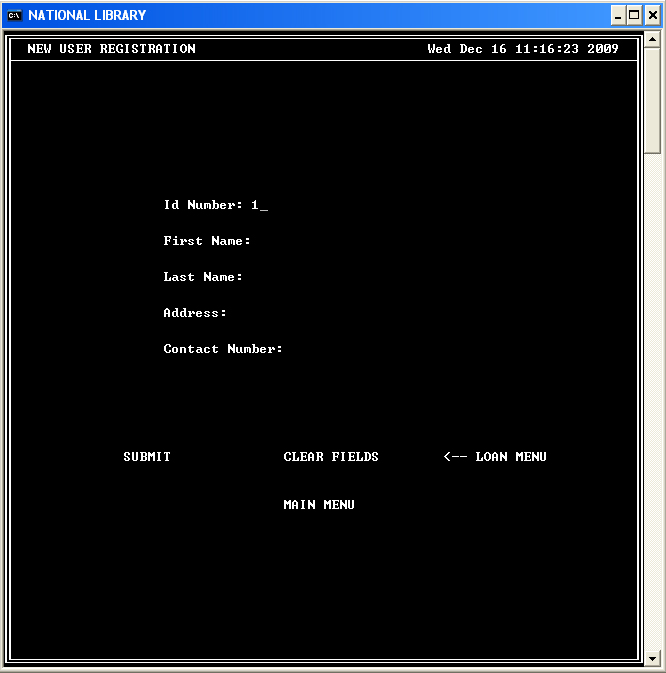 C:\ NATIONAL LIBRARY
NEW USER REGISTRATION Wed Dec 16 11:16:23 2009
Id Number: 1_
First Name:
Last Name:
Address:
Contact Number:
SUBMIT CLEAR FIELDS <-- LOAN MENU
MAIN MENU